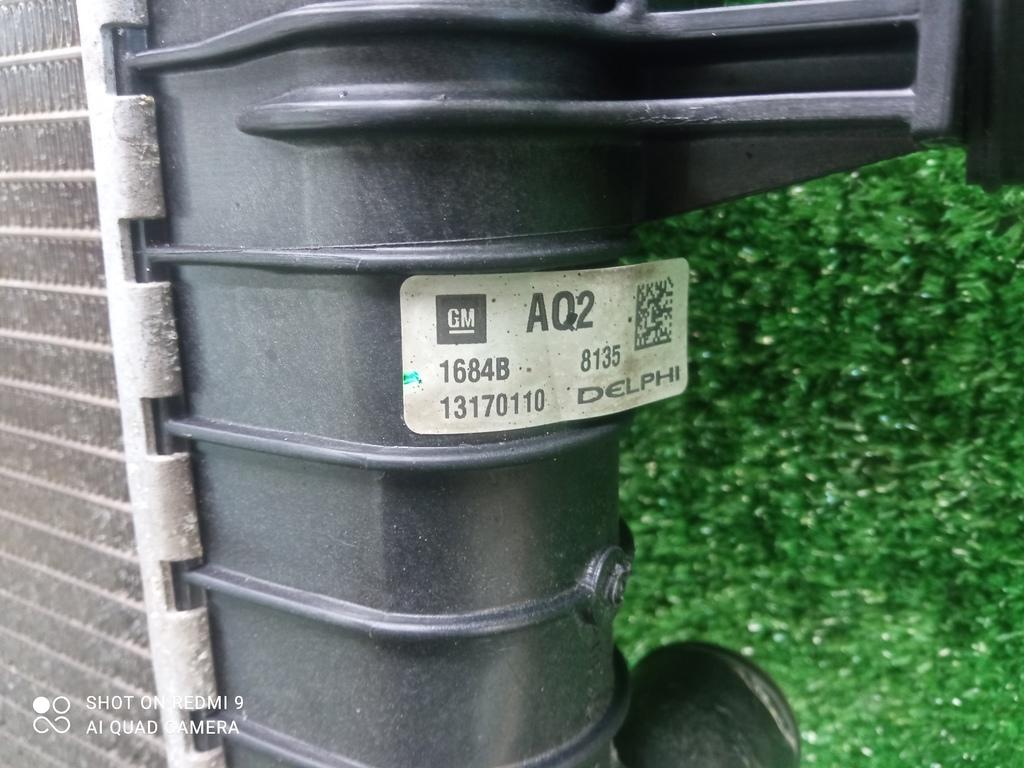 GM AQ2
1684B 8135
13170110 DELPHI
SHOT ON REDMI 9
AI QUAD CAMERA